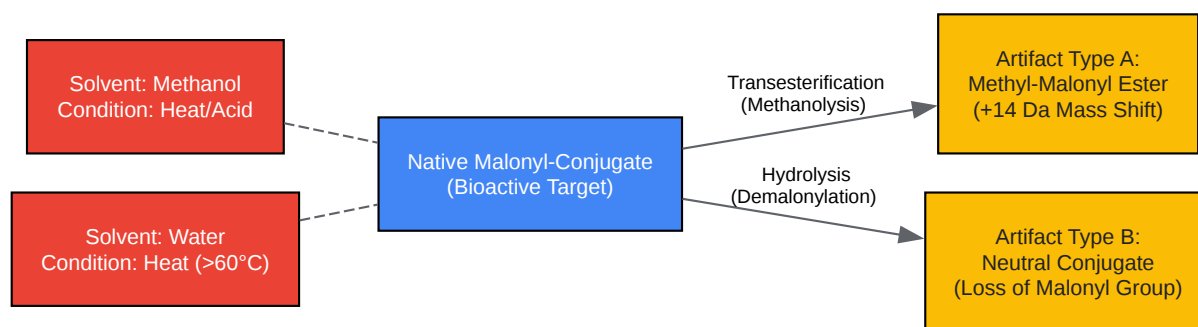 Solvent: Methanol
Condition: Heat/Acid
Solvent: Water
Condition: Heat (>60°C)
Native Malonyl-Conjugate
(Bioactive Target)
Transesterification
(Methanolysis)
Hydrolysis
(Demalonylation)
Artifact Type A:
Methyl-Malonyl Ester
(+14 Da Mass Shift)
Artifact Type B:
Neutral Conjugate
(Loss of Malonyl Group)